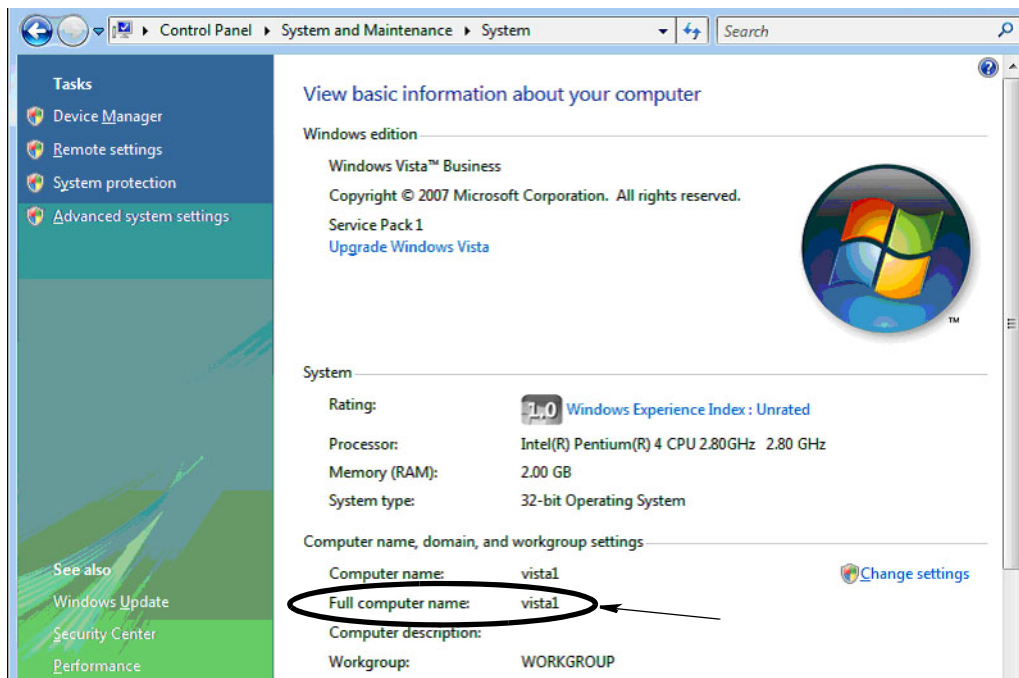 Control Panel System and Maintenance System Search
Tasks
Device Manager
Remote settings
System protection
Advanced system settings
See also
Windows Update
Security Center
Performance
View basic information about your computer
Windows edition
Windows Vista™ Business
Copyright © 2007 Microsoft Corporation. All rights reserved.
Service Pack 1
Upgrade Windows Vista
TM
System
Rating: 1,0 Windows Experience Index : Unrated
Processor: Intel(R) Pentium(R) 4 CPU 2.80GHz 2.80 GHz
Memory (RAM): 2.00 GB
System type: 32-bit Operating System
Computer name, domain, and workgroup settings
Computer name: vista1 Change settings
Full computer name: vista1
Computer description:
Workgroup: WORKGROUP